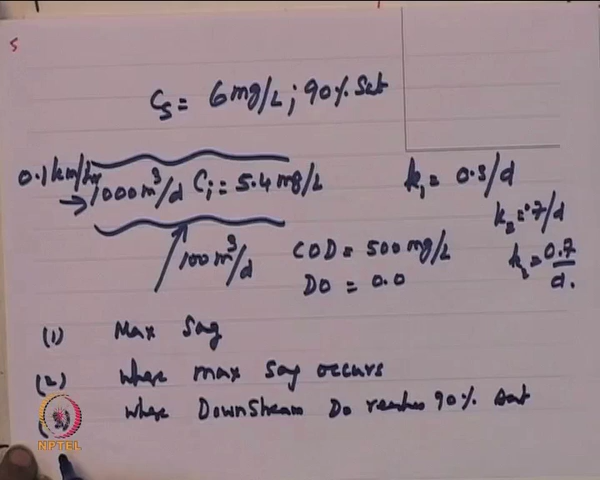 5
Cs = 6 mg/L ; 90% Sat
0.1 km/hr
→ 1000 m³/d Ci = 5.4 mg/L k₁ = 0.3/d
k₂ = .7/d
100 m³/d COD = 500 mg/L k₂ = 0.7/d.
DO = 0.0
(1) Max Sag
(2) where max Sag occurs
where DownStream Do reaches 90% sat
NPTEL